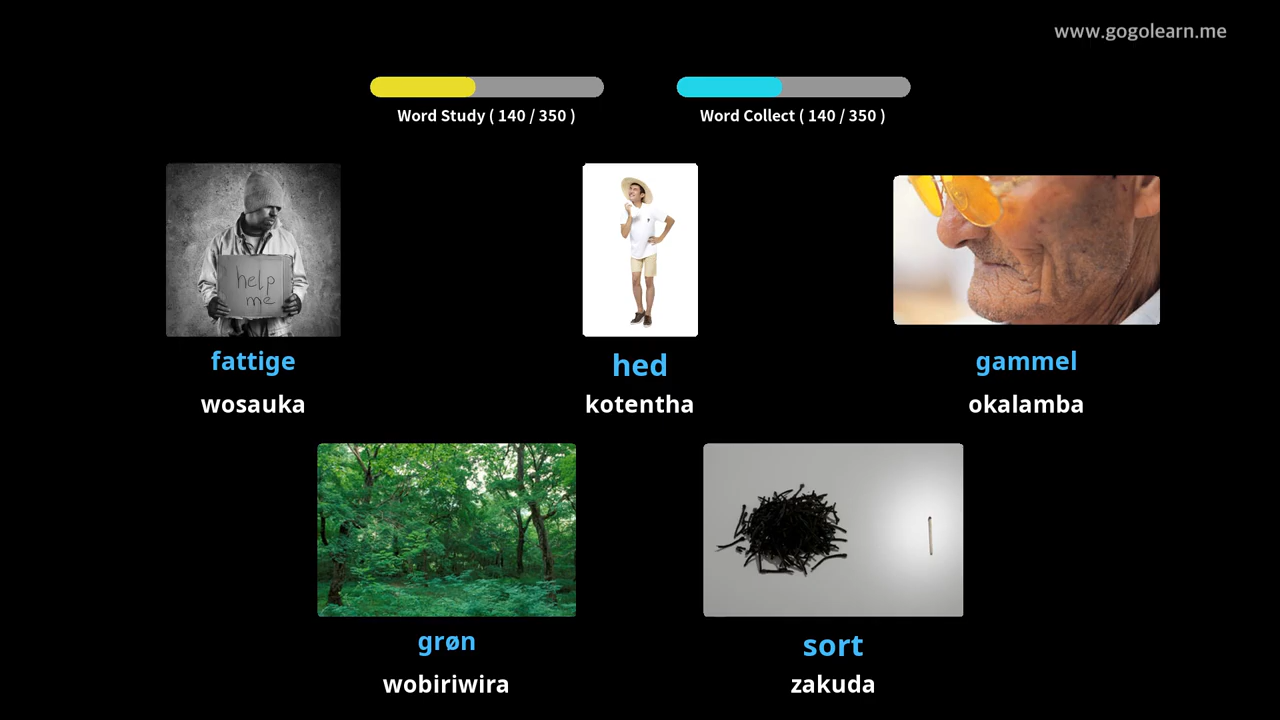 www.gogolearn.me
Word Study ( 140 / 350 )
Word Collect ( 140 / 350 )
help
me
fattige
wosauka
hed
kotentha
gammel
okalamba
grøn
wobiriwira
sort
zakuda